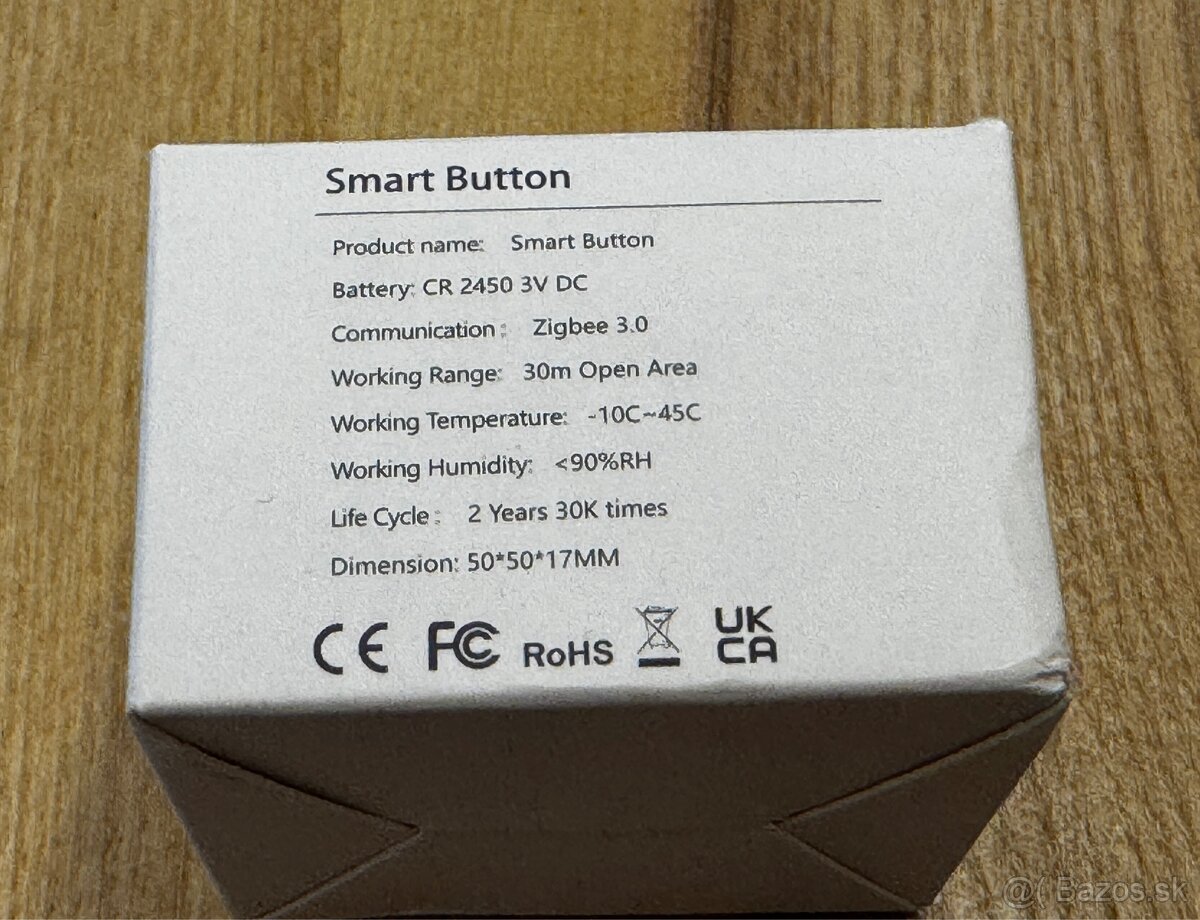 Smart Button
Product name: Smart Button
Battery: CR 2450 3V DC
Communication: Zigbee 3.0
Working Range: 30m Open Area
Working Temperature: -10C~45C
Working Humidity: <90%RH
Life Cycle: 2 Years 30K times
Dimension: 50*50*17MM
CE FC RoHS UK
CA
@( Bazos.sk